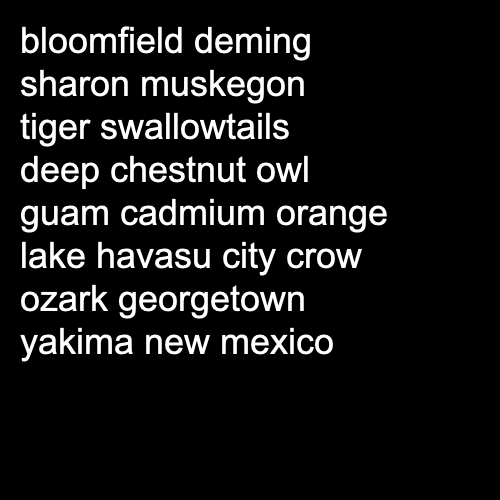 bloomfield deming
sharon muskegon
tiger swallowtails
deep chestnut owl
guam cadmium orange
lake havasu city crow
ozark georgetown
yakima new mexico